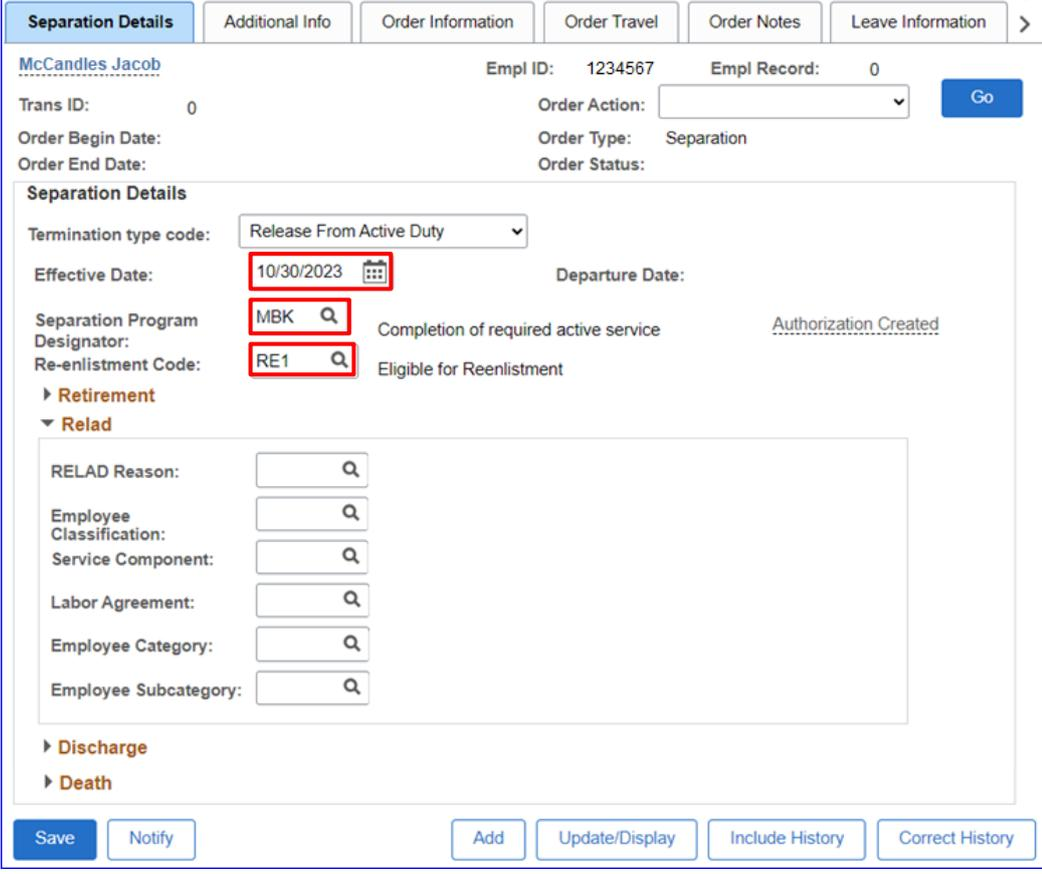 Separation Details Additional Info Order Information Order Travel Order Notes Leave Information
McCandles Jacob Empl ID: 1234567 Empl Record: 0
Trans ID: 0 Order Action: Go
Order Begin Date: Order Type: Separation
Order End Date: Order Status:
Separation Details
Termination type code: Release From Active Duty
Effective Date: 10/30/2023 Departure Date:
Separation Program Designator: MBK Completion of required active service Authorization Created
Re-enlistment Code: RE1 Eligible for Reenlistment
Retirement
Relad
RELAD Reason:
Employee
Classification:
Service Component:
Labor Agreement:
Employee Category:
Employee Subcategory:
Discharge
Death
Save Notify Add Update/Display Include History Correct History